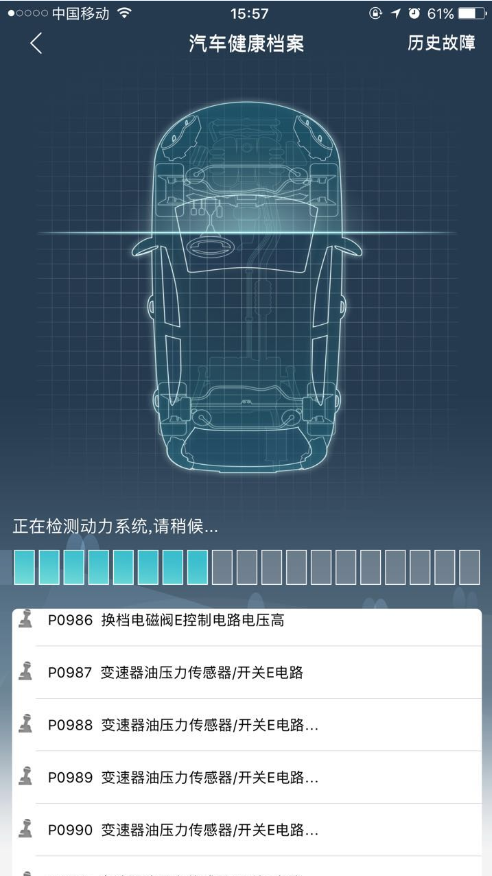 中国移动 15:57 61%
汽车健康档案 历史故障
正在检测动力系统,请稍候...
P0986 换档电磁阀E控制电路电压高
P0987 变速器油压力传感器/开关E电路
P0988 变速器油压力传感器/开关E电路...
P0989 变速器油压力传感器/开关E电路...
P0990 变速器油压力传感器/开关E电路...